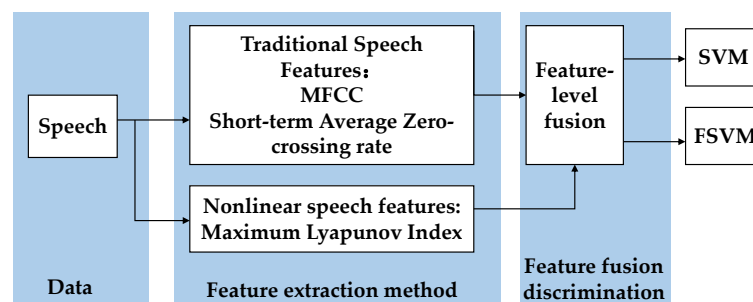 Speech
Traditional Speech
Features：
MFCC
Short-term Average Zero-
crossing rate
Nonlinear speech features:
Maximum Lyapunov Index
Feature-
level
fusion
SVM
FSVM
Data
Feature extraction method
Feature fusion
discrimination